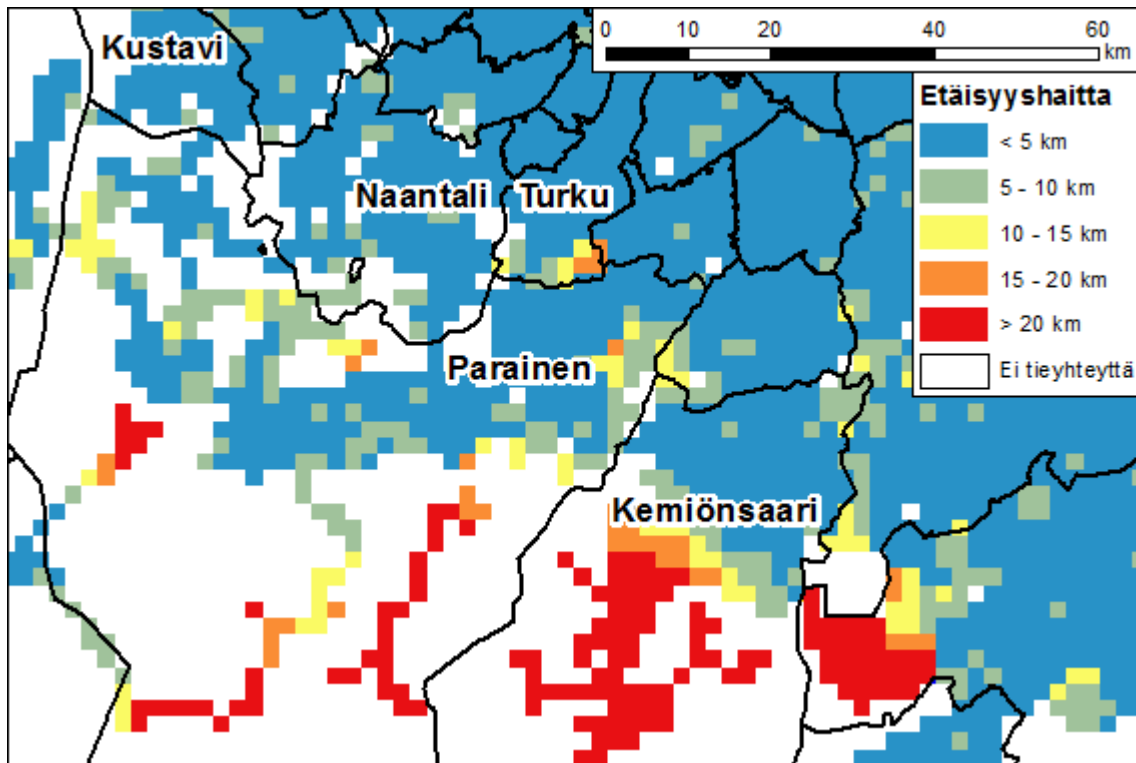 0 10 20 40 60
km
Kustavi
Etäisyyshaitta
< 5 km
5 - 10 km
10 - 15 km
15 - 20 km
> 20 km
Ei tieyhteyttä
Naantali
Turku
Parainen
Kemiönsaari